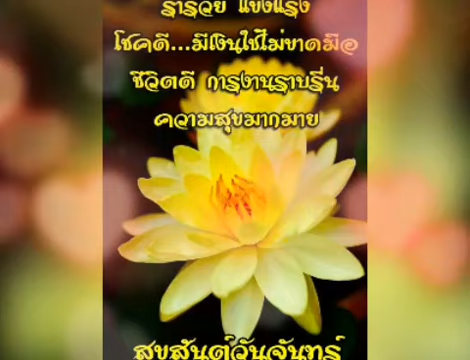 ร่ำรวย แข็งแรง
โชคดี...มีเงินใช้ไม่ขาดมือ
ชีวิตดี การงานราบรื่น
ความสุขมากมาย
สุขสันต์วันจันทร์